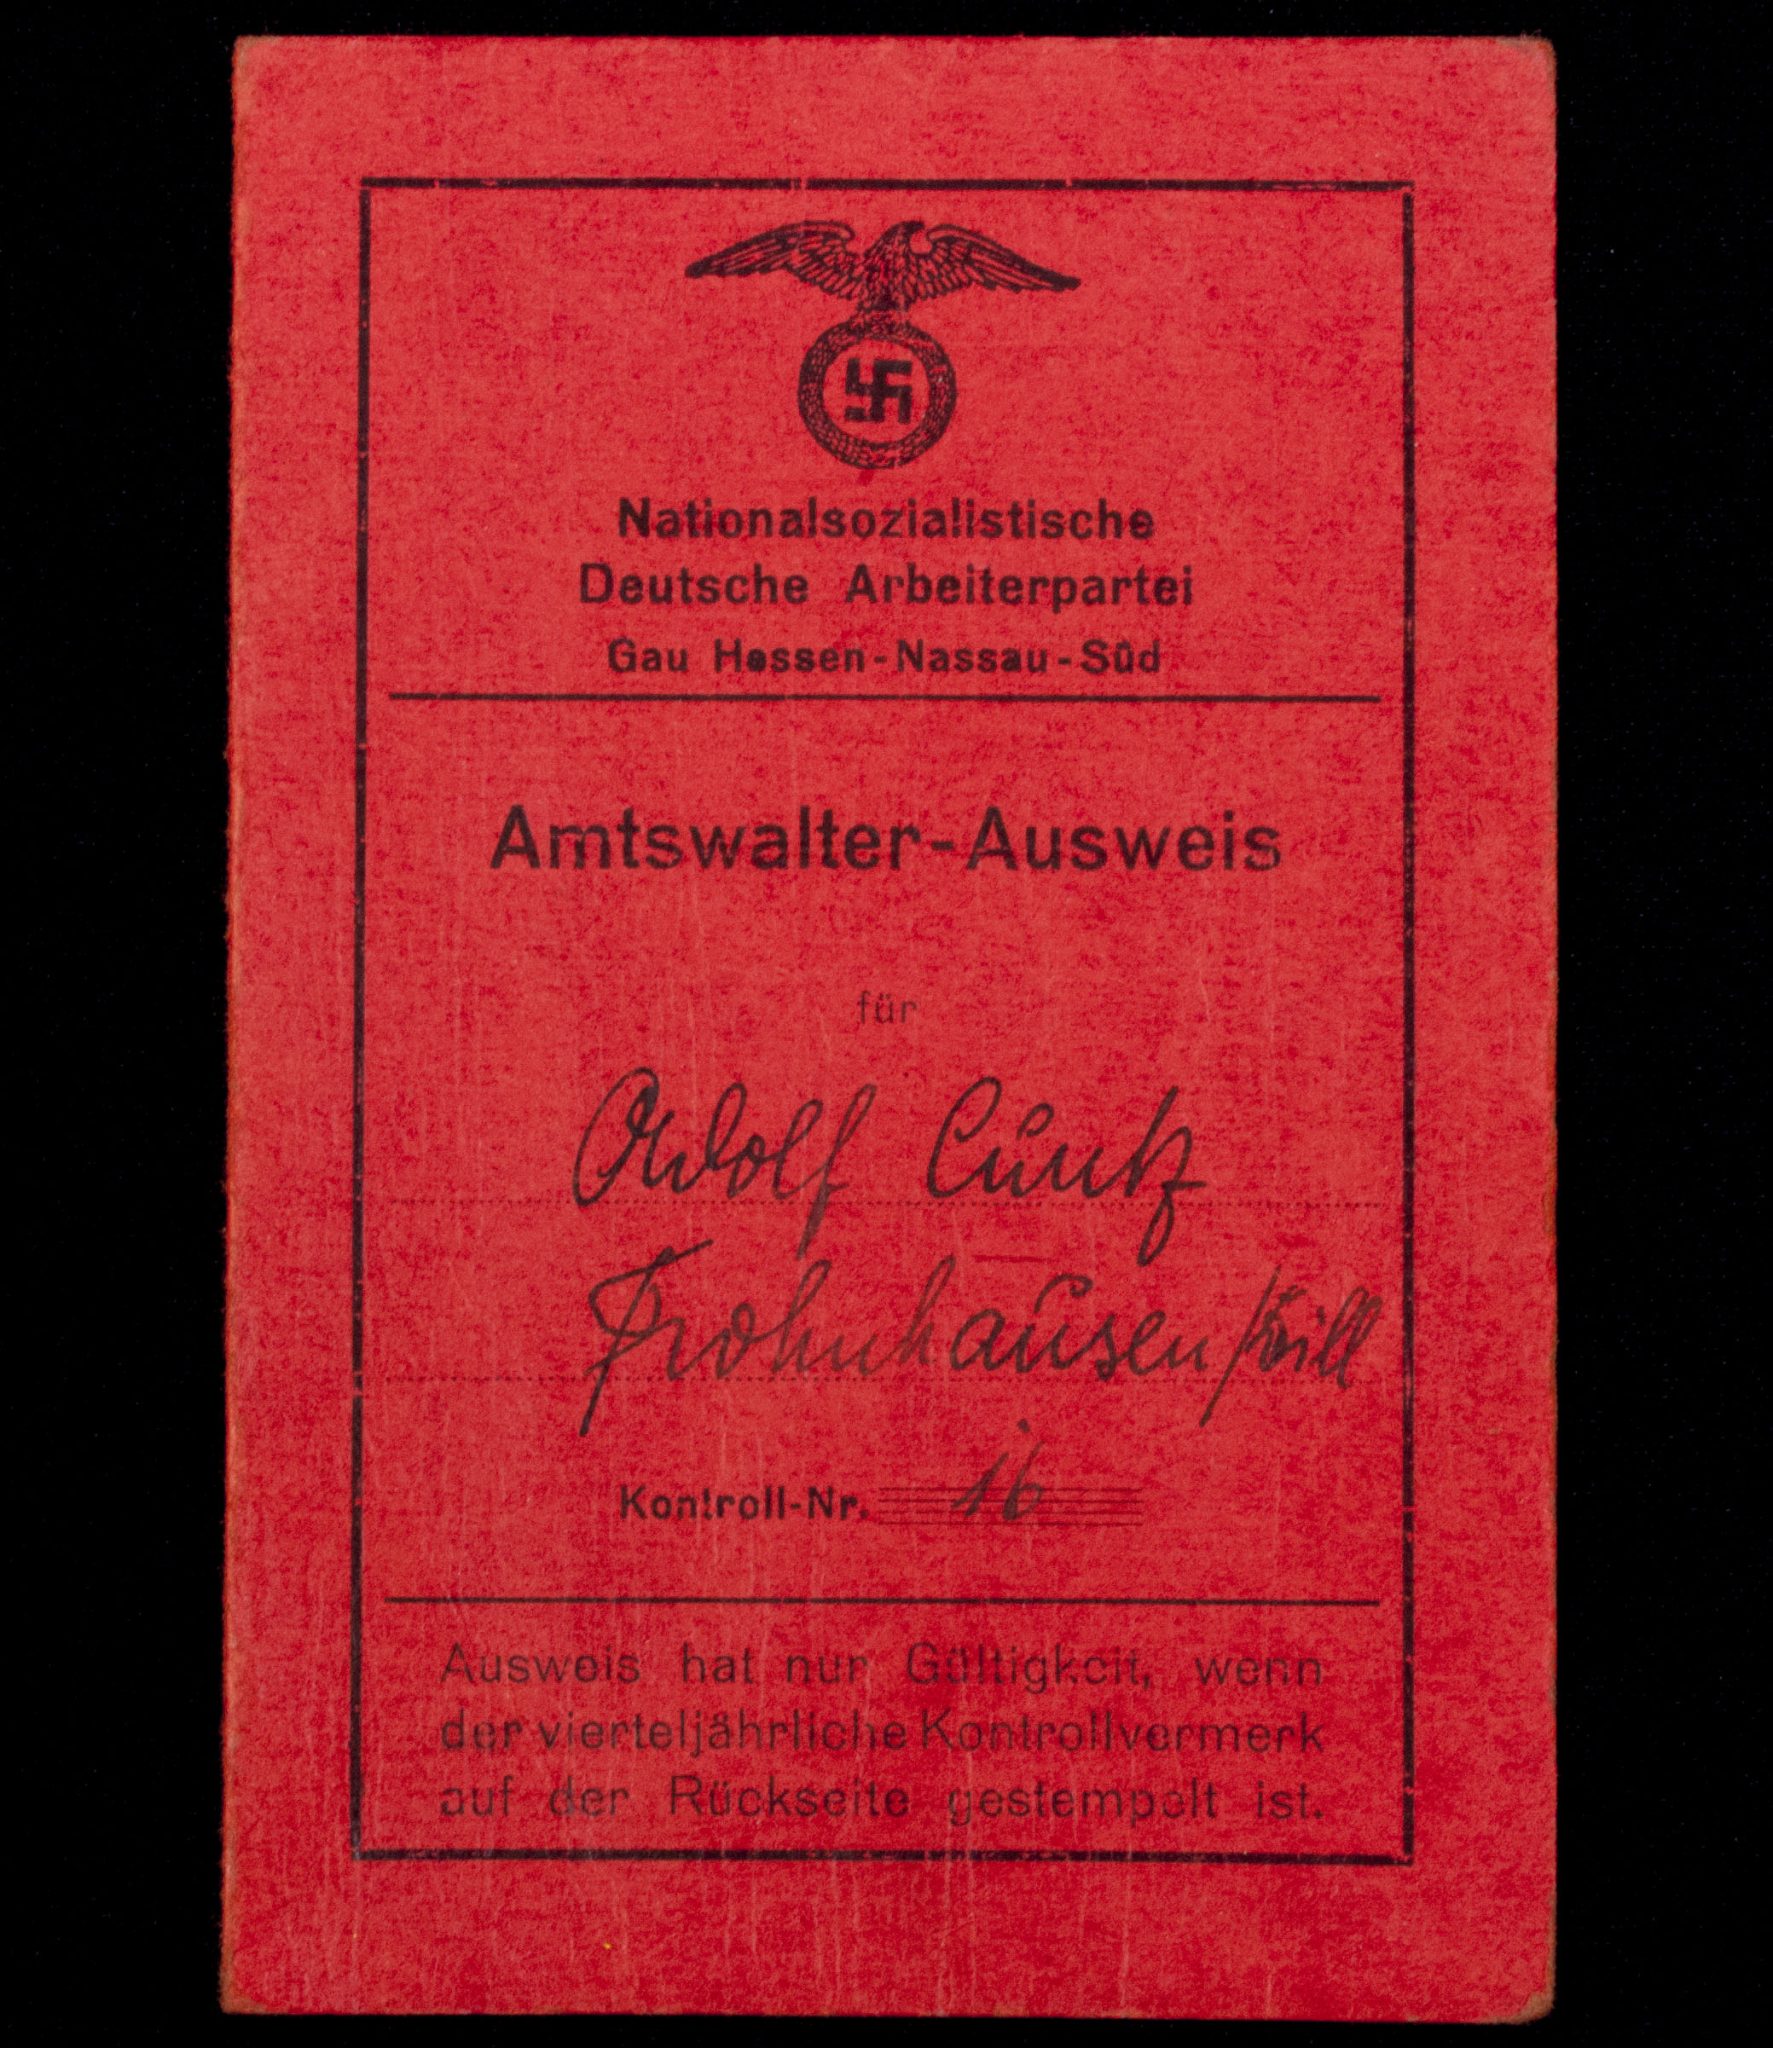 Nationalsozialistische
Deutsche Arbeiterpartei
Gau Hessen-Nassau-Süd
Amtswalter-Ausweis
für
Adolf Cuntz
Frohnhausen/Dill
Kontroll-Nr. 16
Ausweis hat nur Gültigkeit, wenn
der vierteljährliche Kontrollvermerk
auf der Rückseite gestempelt ist.